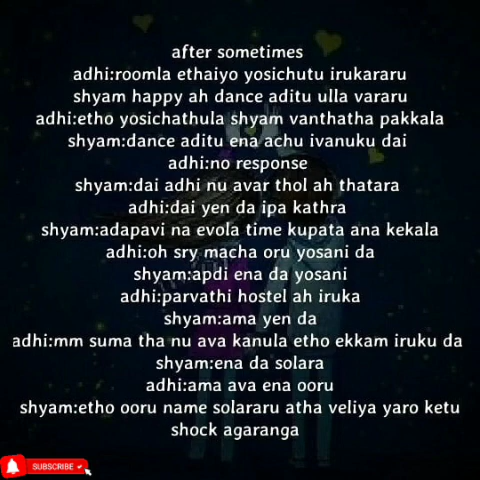 after sometimes
adhi:roomla ethaiyo yosichutu irukararu
shyam happy ah dance aditu ulla vararu
adhi:etho yosichathula shyam vanthatha pakkala
shyam:dance aditu ena achu ivanuku dai
adhi:no response
shyam:dai adhi nu avar thol ah thatara
adhi:dai yen da ipa kathra
shyam:adapavi na evola time kupata ana kekala
adhi:oh sry macha oru yosani da
shyam:apdi ena da yosani
adhi:parvathi hostel ah iruka
shyam:ama yen da
adhi:mm suma tha nu ava kanula etho ekkam iruku da
shyam:ena da solara
adhi:ama ava ena ooru
shyam:etho ooru name solararu atha veliya yaro ketu
shock agaranga
SUBSCRIBE